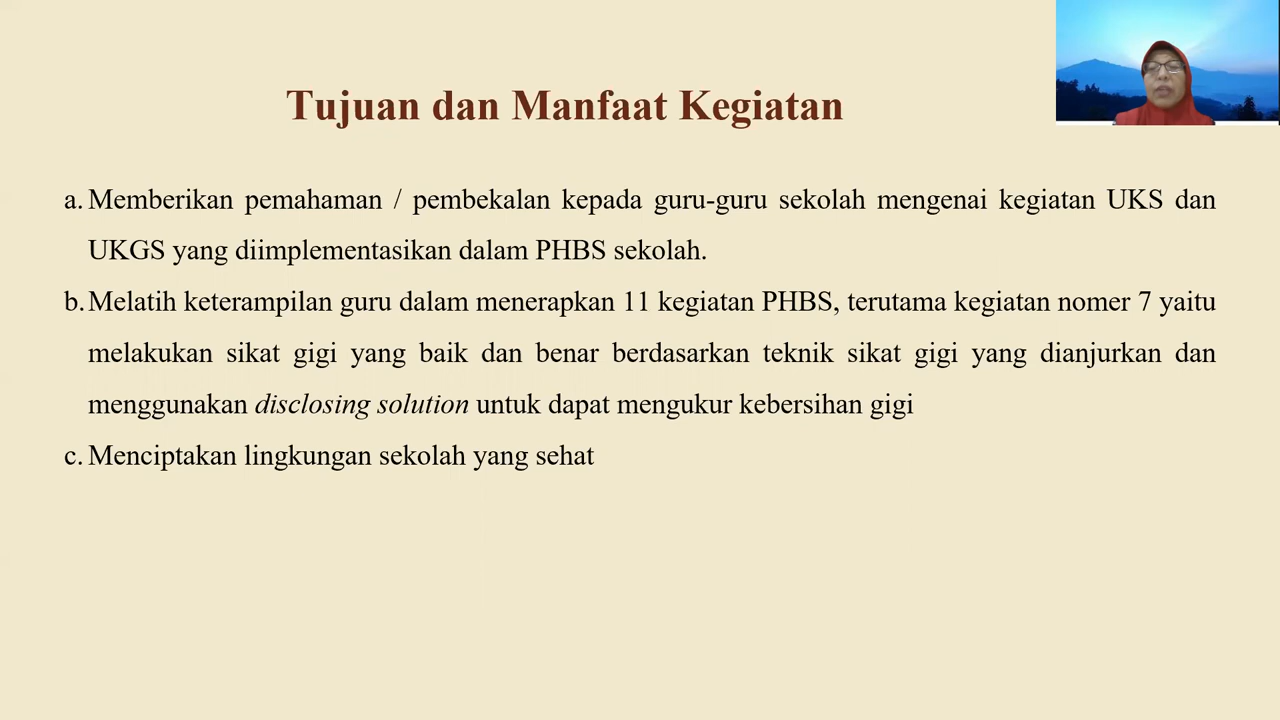 Tujuan dan Manfaat Kegiatan
a. Memberikan pemahaman / pembekalan kepada guru-guru sekolah mengenai kegiatan UKS dan
UKGS yang diimplementasikan dalam PHBS sekolah.
b. Melatih keterampilan guru dalam menerapkan 11 kegiatan PHBS, terutama kegiatan nomer 7 yaitu
melakukan sikat gigi yang baik dan benar berdasarkan teknik sikat gigi yang dianjurkan dan
menggunakan disclosing solution untuk dapat mengukur kebersihan gigi
c. Menciptakan lingkungan sekolah yang sehat